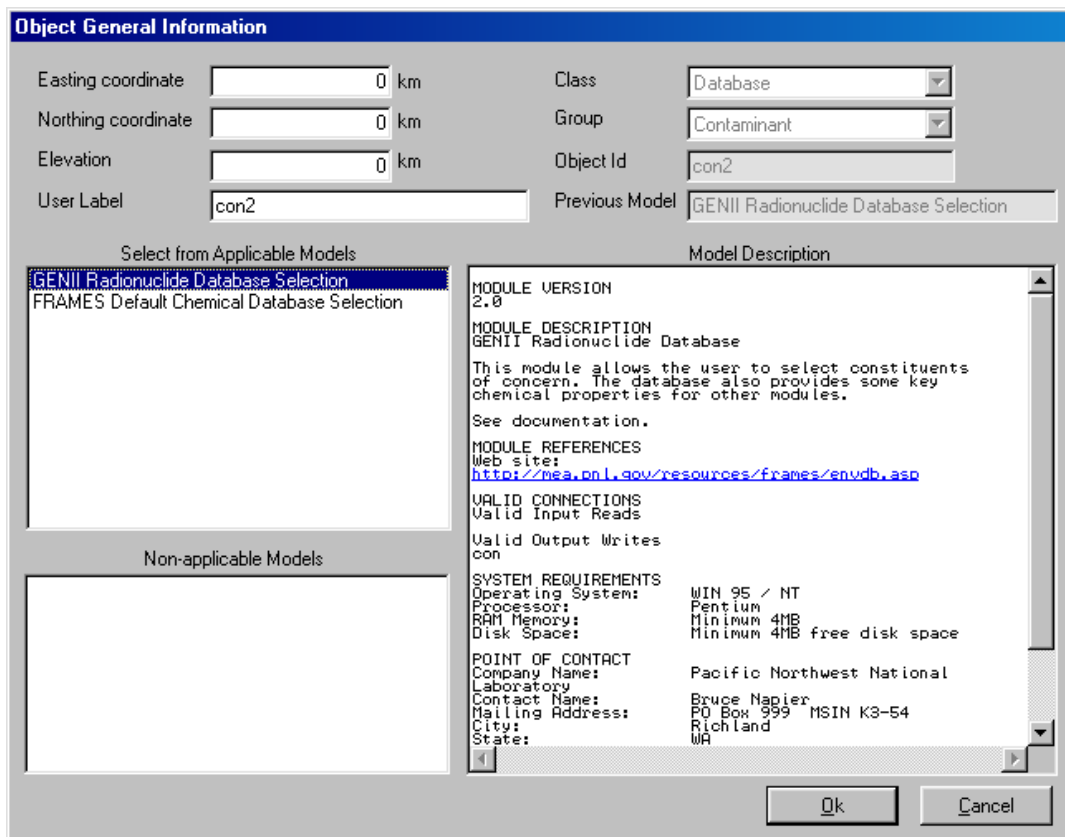 Object General Information
Easting coordinate 0 km Class Database
Northing coordinate 0 km Group Contaminant
Elevation 0 km Object Id con2
User Label con2 Previous Model GENII Radionuclide Database Selection
Select from Applicable Models
GENII Radionuclide Database Selection
FRAMES Default Chemical Database Selection
Non-applicable Models
Model Description
MODULE VERSION
2.0
MODULE DESCRIPTION
GENII Radionuclide Database
This module allows the user to select constituents
of concern. The database also provides some key
chemical properties for other modules.
See documentation.
MODULE REFERENCES
Web site:
http://mea.pnl.gov/resources/frames/envdb.asp
VALID CONNECTIONS
Valid Input Reads
Valid Output Writes
con
SYSTEM REQUIREMENTS
Operating System: WIN 95 / NT
Processor: Pentium
RAM Memory: Minimum 4MB
Disk Space: Minimum 4MB free disk space
POINT OF CONTACT
Company Name: Pacific Northwest National
Laboratory
Contact Name: Bruce Napier
Mailing Address: PO Box 999 MSIN K3-54
City: Richland
State: WA
Ok Cancel